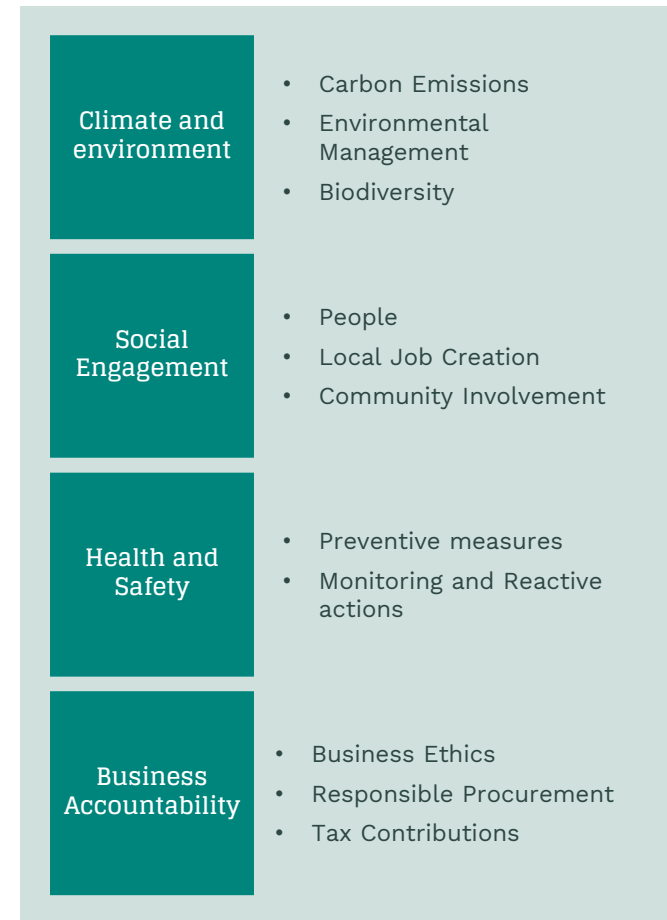 Climate and
environment
• Carbon Emissions
• Environmental
Management
• Biodiversity
Social
Engagement
• People
• Local Job Creation
• Community Involvement
Health and
Safety
• Preventive measures
• Monitoring and Reactive
actions
Business
Accountability
• Business Ethics
• Responsible Procurement
• Tax Contributions